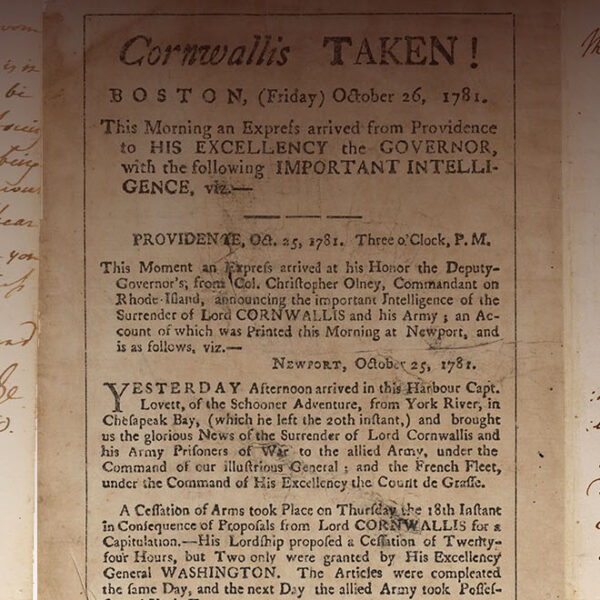 Cornwallis TAKEN!
BOSTON, (Friday) October 26, 1781.
This Morning an Expreſs arrived from Providence
to HIS EXCELLENCY the GOVERNOR,
with the following IMPORTANT INTELLI-
GENCE, viz.—
PROVIDENCE, Oct. 25, 1781. Three o'Clock, P. M.
This Moment an Expreſs arrived at his Honor the Deputy-
Governor's, from Col. Christopher Olney, Commandant on
Rhode-Iſland, announcing the important Intelligence of the
Surrender of Lord CORNWALLIS and his Army; an Ac-
count of which was Printed this Morning at Newport, and
is as follows, viz.—
NEWPORT, October 25, 1781.
YESTERDAY Afternoon arrived in this Harbour Capt.
Lovett, of the Schooner Adventure, from York River, in
Cheſapeak Bay, (which he left the 20th inſtant,) and brought
us the glorious News of the Surrender of Lord Cornwallis and
his Army Priſoners of War to the allied Army, under the
Command of our illuſtrious General; and the French Fleet,
under the Command of His Excellency the Count de Graſſe.
A Ceſſation of Arms took Place on Thurſday the 18th Inſtant
in Conſequence of Propoſals from Lord CORNWALLIS for a
Capitulation.—His Lordſhip propoſed a Ceſſation of Twenty-
four Hours, but Two only were granted by His Excellency
General WASHINGTON. The Articles were compleated
the ſame Day, and the next Day the allied Army took Poſſeſ-